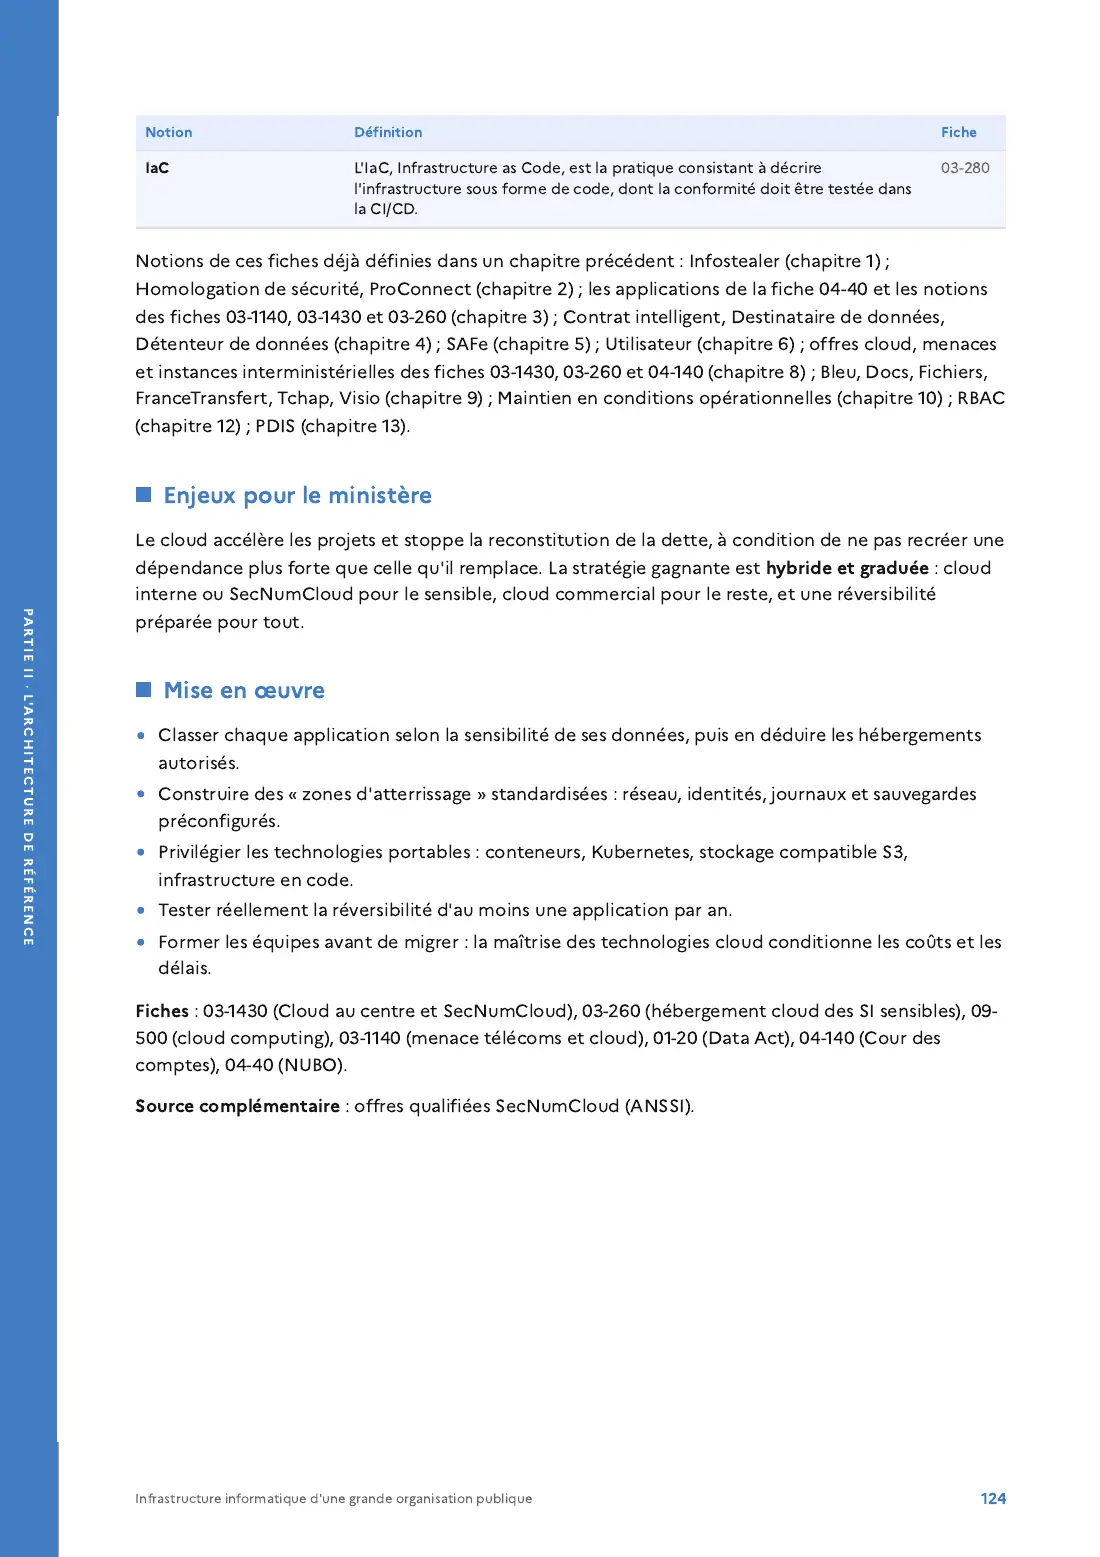 Notion Définition Fiche
IaC L'IaC, Infrastructure as Code, est la pratique consistant à décrire 03-280
l'infrastructure sous forme de code, dont la conformité doit être testée dans
la CI/CD.
Notions de ces fiches déjà définies dans un chapitre précédent : Infostealer (chapitre 1) ;
Homologation de sécurité, ProConnect (chapitre 2) ; les applications de la fiche 04-40 et les notions
des fiches 03-1140, 03-1430 et 03-260 (chapitre 3) ; Contrat intelligent, Destinataire de données,
Détenteur de données (chapitre 4) ; SAFe (chapitre 5) ; Utilisateur (chapitre 6) ; offres cloud, menaces
et instances interministérielles des fiches 03-1430, 03-260 et 04-140 (chapitre 8) ; Bleu, Docs, Fichiers,
FranceTransfert, Tchap, Visio (chapitre 9) ; Maintien en conditions opérationnelles (chapitre 10) ; RBAC
(chapitre 12) ; PDIS (chapitre 13).
Enjeux pour le ministère
Le cloud accélère les projets et stoppe la reconstitution de la dette, à condition de ne pas recréer une
dépendance plus forte que celle qu'il remplace. La stratégie gagnante est hybride et graduée : cloud
interne ou SecNumCloud pour le sensible, cloud commercial pour le reste, et une réversibilité
préparée pour tout.
Mise en œuvre
• Classer chaque application selon la sensibilité de ses données, puis en déduire les hébergements
autorisés.
• Construire des « zones d'atterrissage » standardisées : réseau, identités, journaux et sauvegardes
préconfigurés.
• Privilégier les technologies portables : conteneurs, Kubernetes, stockage compatible S3,
infrastructure en code.
• Tester réellement la réversibilité d'au moins une application par an.
• Former les équipes avant de migrer : la maîtrise des technologies cloud conditionne les coûts et les
délais.
Fiches : 03-1430 (Cloud au centre et SecNumCloud), 03-260 (hébergement cloud des SI sensibles), 09-
500 (cloud computing), 03-1140 (menace télécoms et cloud), 01-20 (Data Act), 04-140 (Cour des
comptes), 04-40 (NUBO).
Source complémentaire : offres qualifiées SecNumCloud (ANSSI).
PARTIE II · L'ARCHITECTURE DE RÉFÉRENCE
Infrastructure informatique d'une grande organisation publique 124